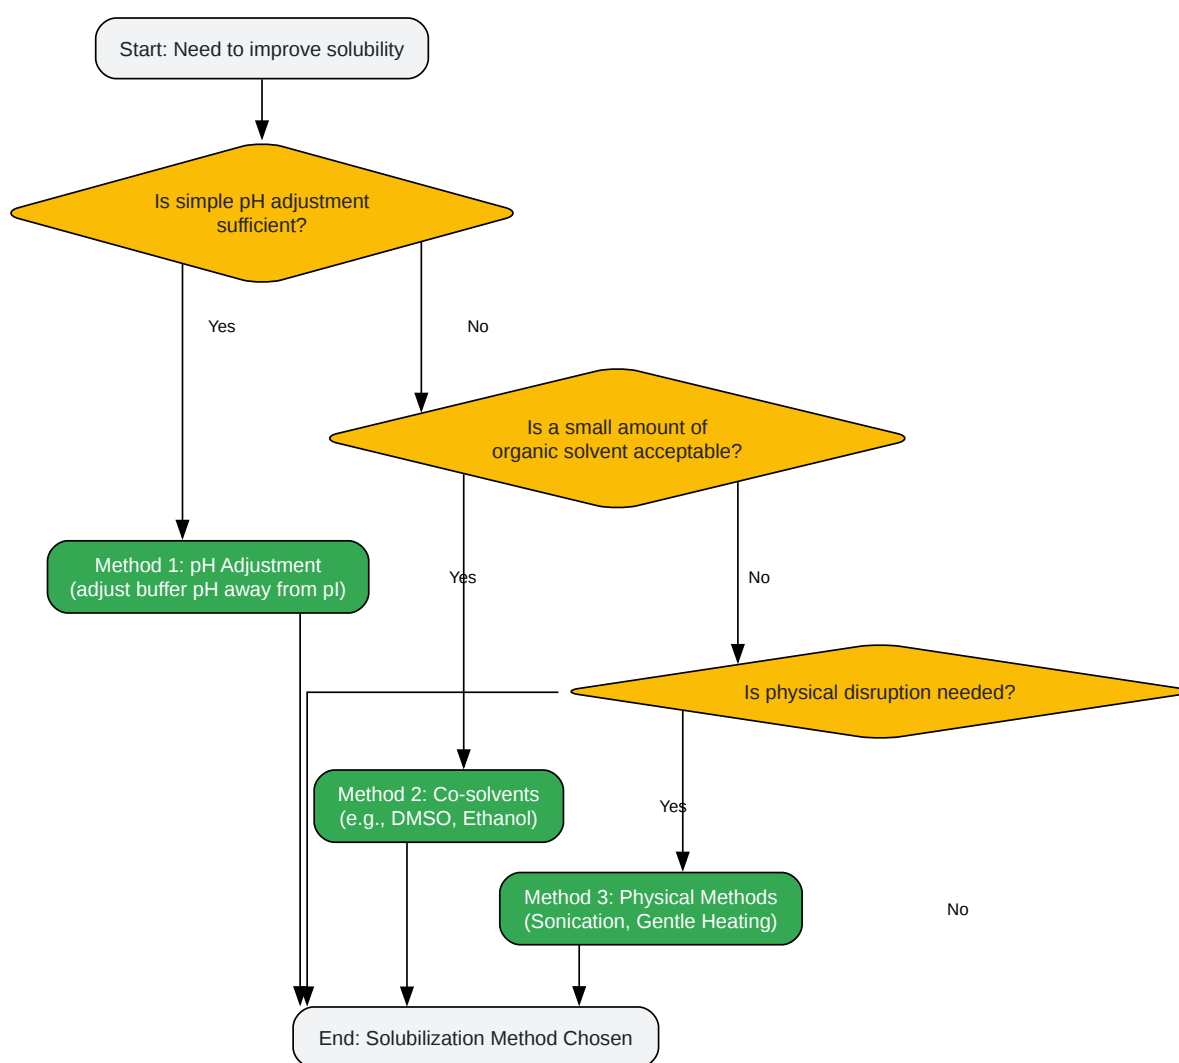 Start: Need to improve solubility
Is simple pH adjustment
sufficient?
Yes
No
Is a small amount of
organic solvent acceptable?
Method 1: pH Adjustment
(adjust buffer pH away from pI)
Yes
No
Is physical disruption needed?
Method 2: Co-solvents
(e.g., DMSO, Ethanol)
Yes
Method 3: Physical Methods
(Sonication, Gentle Heating)
No
End: Solubilization Method Chosen